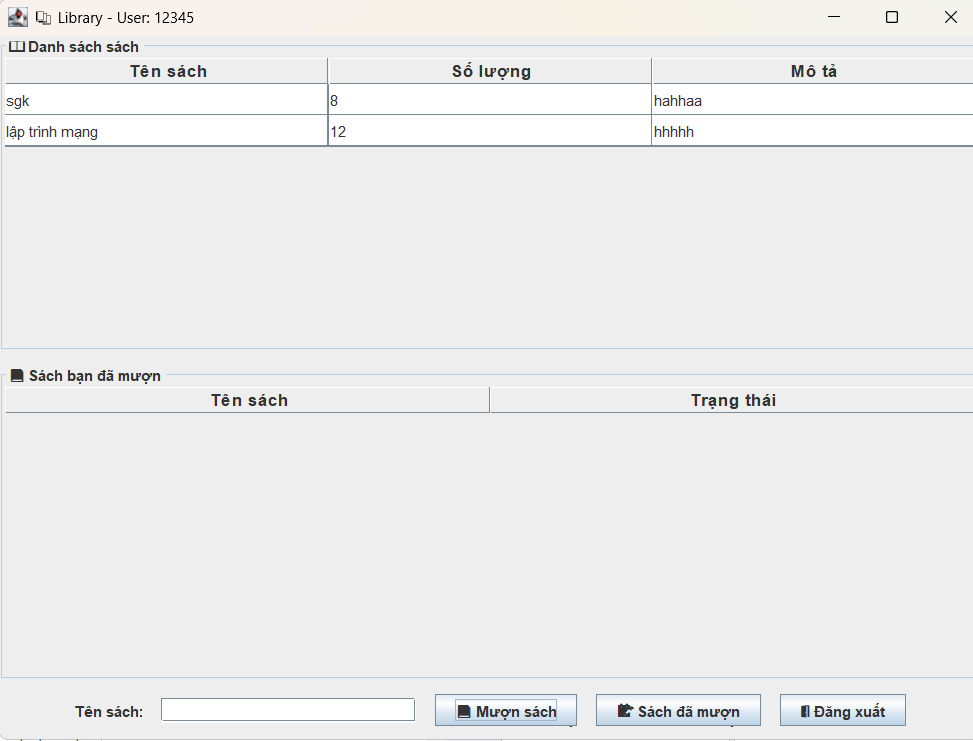 Library - User: 12345
Danh sách sách
Tên sách Số lượng Mô tả
sgk 8 hahhaa
lập trình mạng 12 hhhhh
Sách bạn đã mượn
Tên sách Trạng thái
Tên sách: Mượn sách Sách đã mượn Đăng xuất